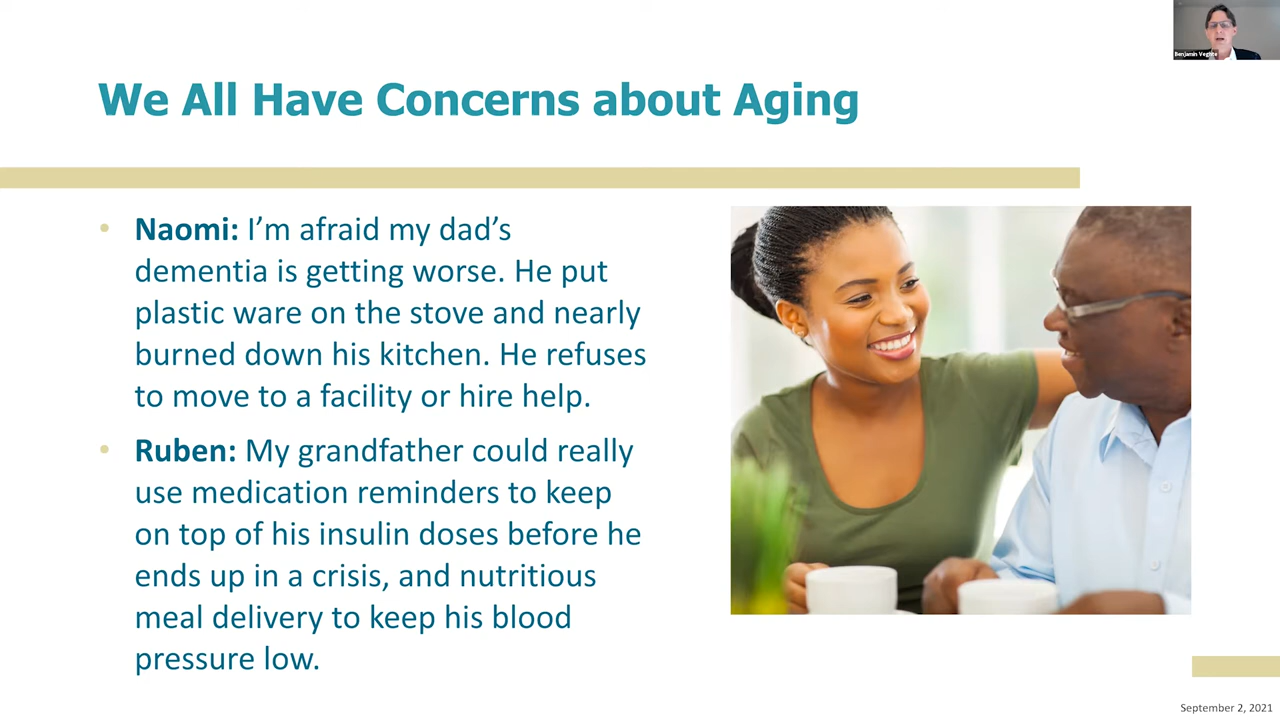 Benjamin Veghte
We All Have Concerns about Aging
• Naomi: I’m afraid my dad’s
dementia is getting worse. He put
plastic ware on the stove and nearly
burned down his kitchen. He refuses
to move to a facility or hire help.
• Ruben: My grandfather could really
use medication reminders to keep
on top of his insulin doses before he
ends up in a crisis, and nutritious
meal delivery to keep his blood
pressure low.
September 2, 2021